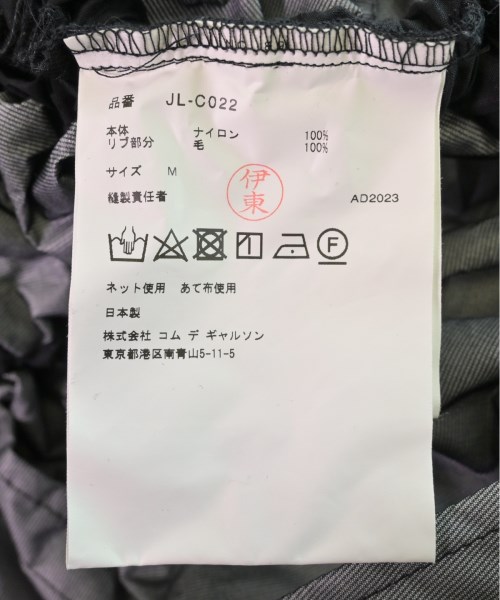 品番 JL-C022
本体 ナイロン 100%
リブ部分 毛 100%
サイズ M
縫製責任者 伊東 AD2023
F
ネット使用 あて布使用
日本製
株式会社 コム デ ギャルソン
東京都港区南青山5-11-5